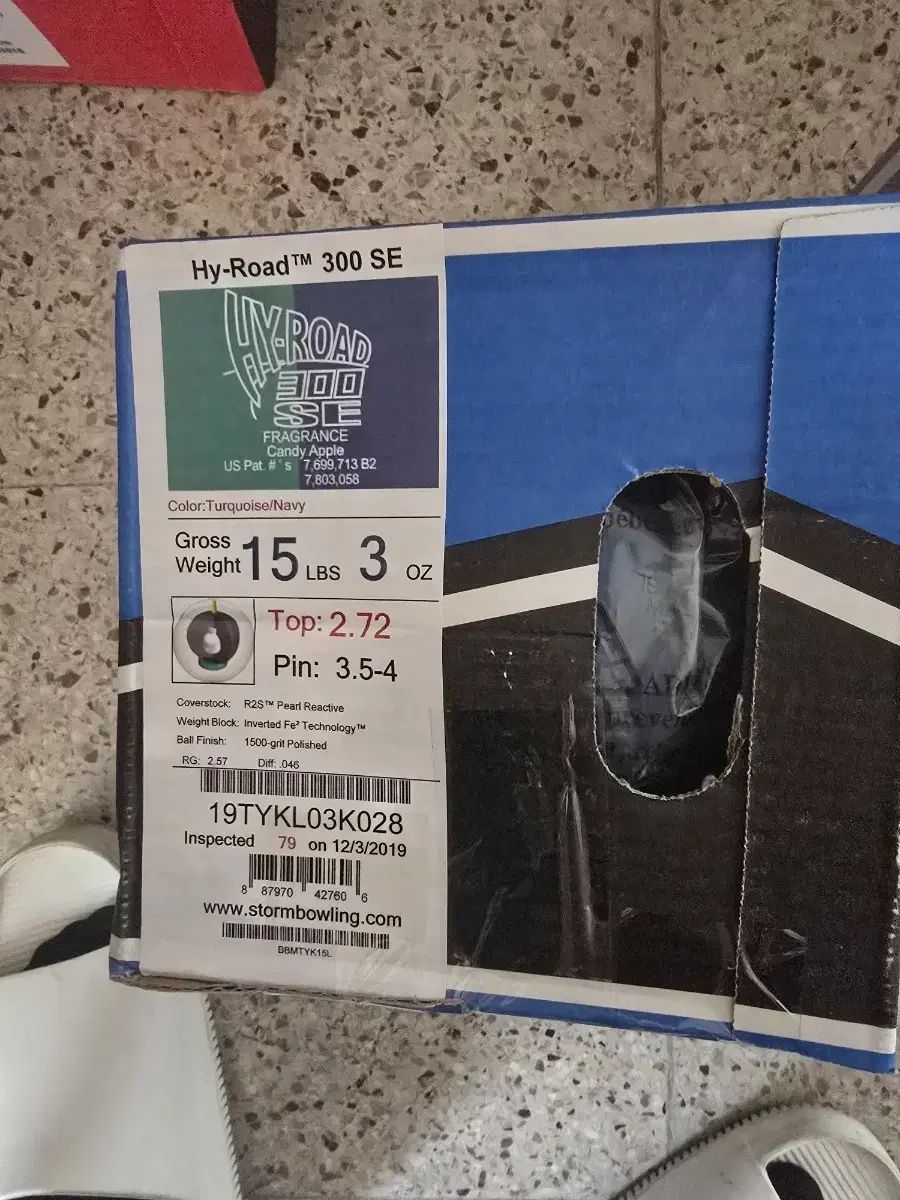 Hy-Road™ 300 SE
HY-ROAD
300
SE
FRAGRANCE
Candy Apple
US Pat. #'s 7,699,713 B2
7,803,058
Color:Turquoise/Navy
Gross Weight 15 LBS 3 OZ
Top: 2.72
Pin: 3.5-4
Coverstock: R2S™ Pearl Reactive
Weight Block: Inverted Fe² Technology™
Ball Finish: 1500-grit Polished
RG: 2.57 Diff: .046
19TYKL03K028
Inspected 79 on 12/3/2019
8 87970 42760 6
www.stormbowling.com
BBMTYK15L